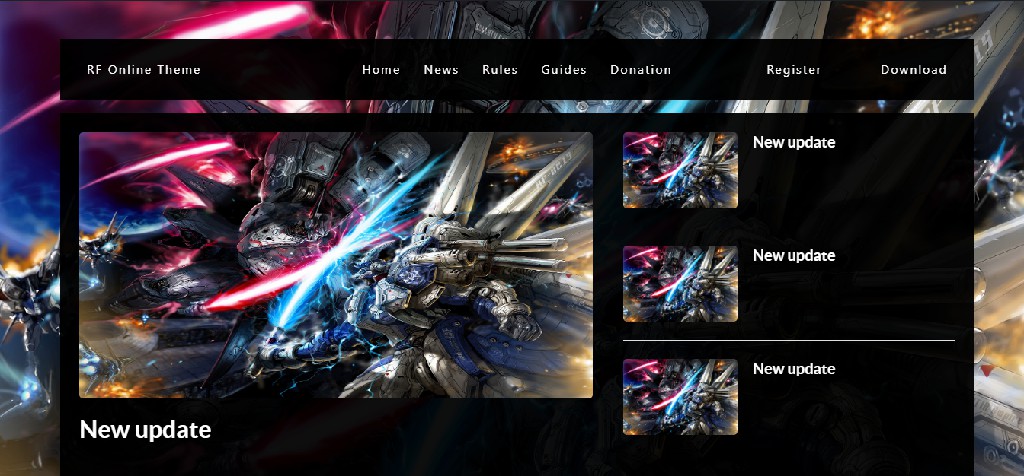 RF Online Theme
Home News Rules Guides Donation
Register
Download
New update
New update
New update
New update